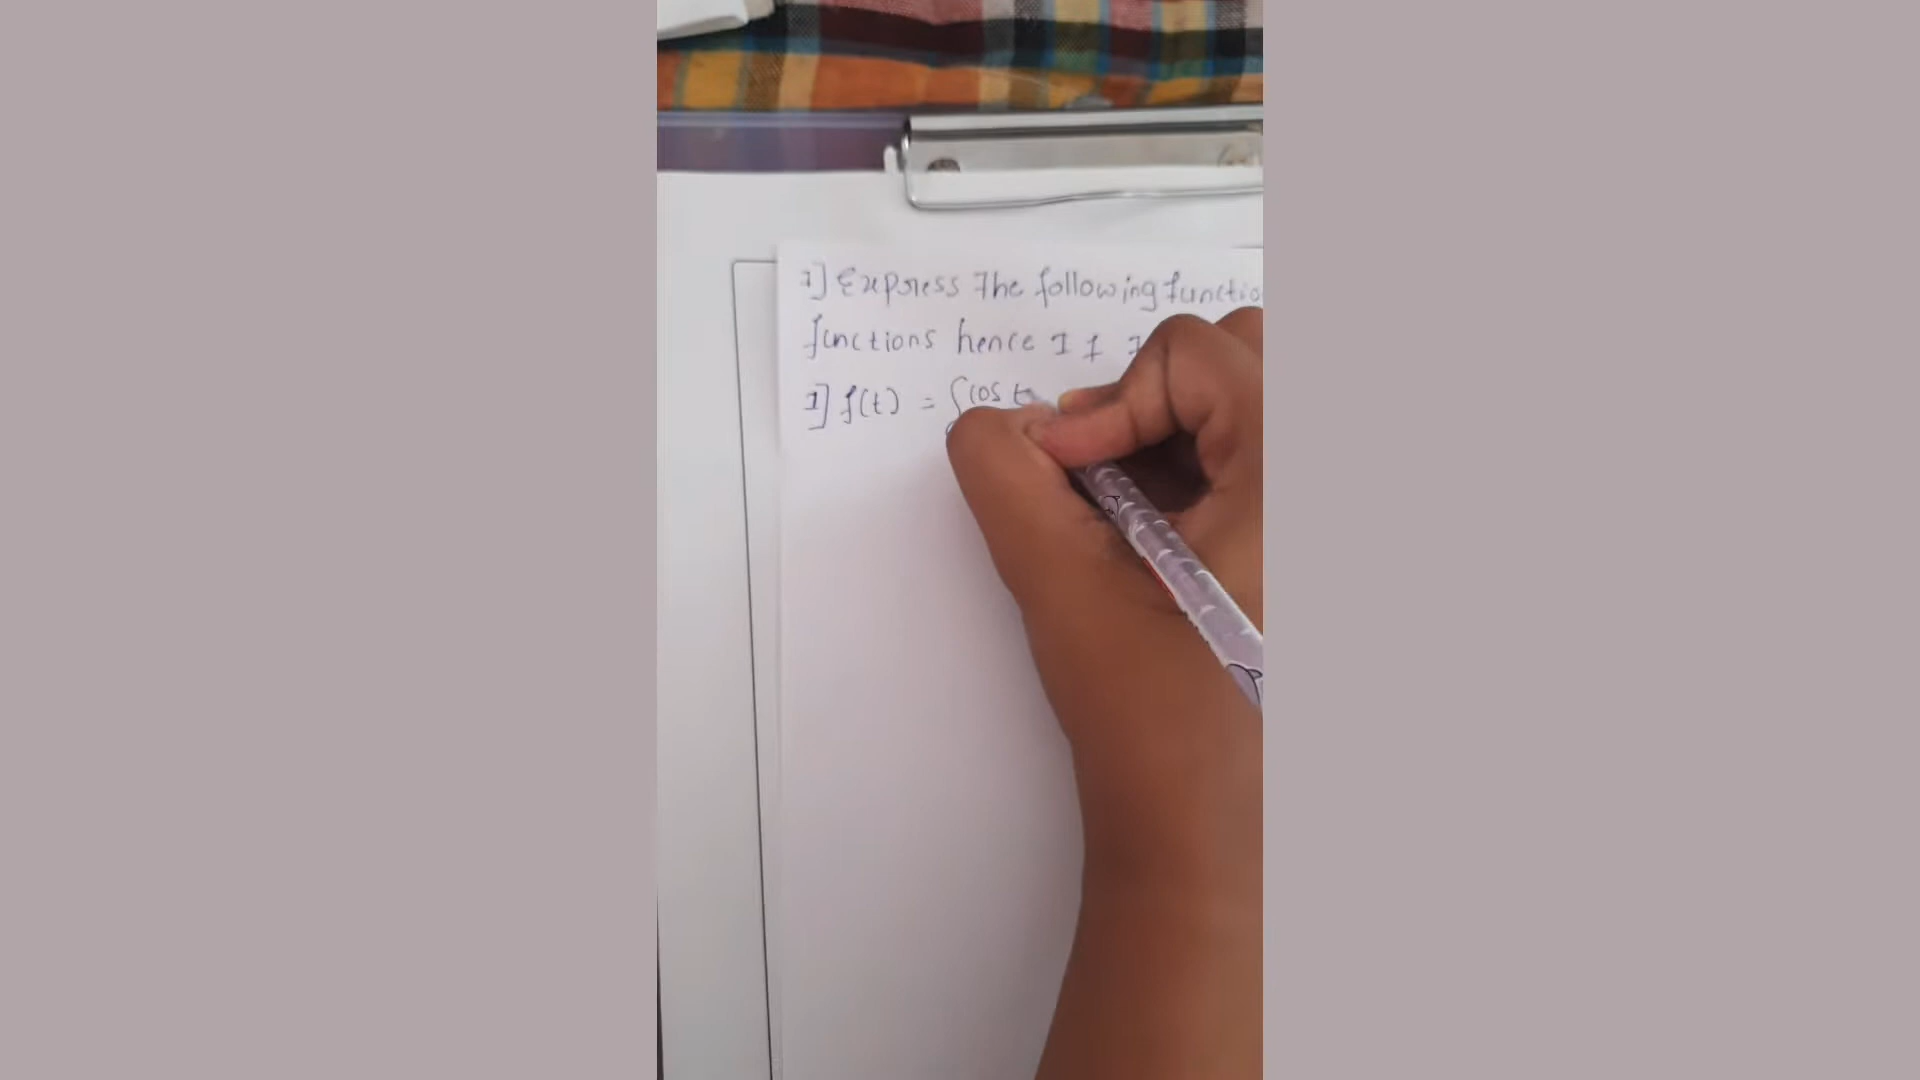 1] Express The following functio
functions hence I f
1] f(t) = { cos t